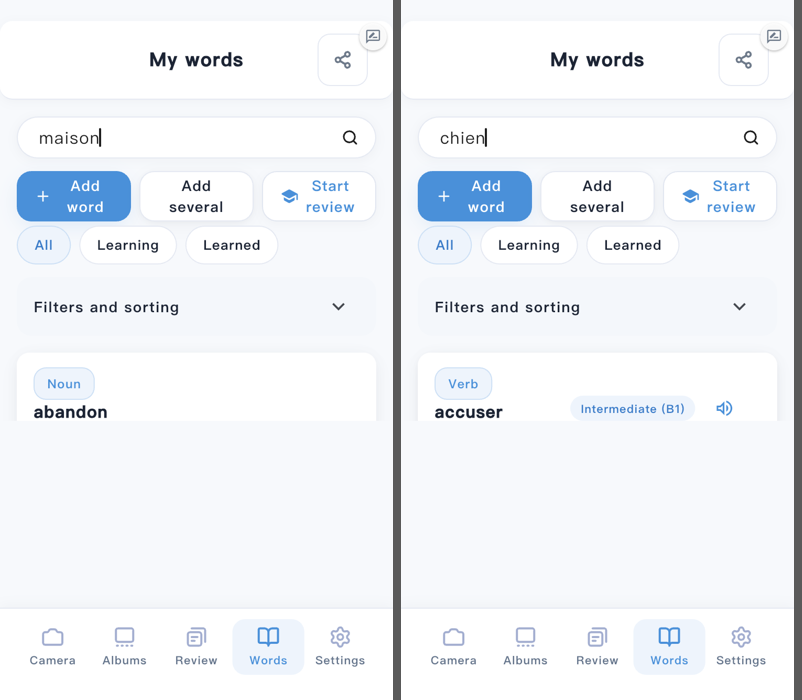 My words
maison
Add word
Add several
Start review
All
Learning
Learned
Filters and sorting
Noun
abandon
Camera
Albums
Review
Words
Settings
My words
chien
Add word
Add several
Start review
All
Learning
Learned
Filters and sorting
Verb
accuser
Intermediate (B1)
Camera
Albums
Review
Words
Settings